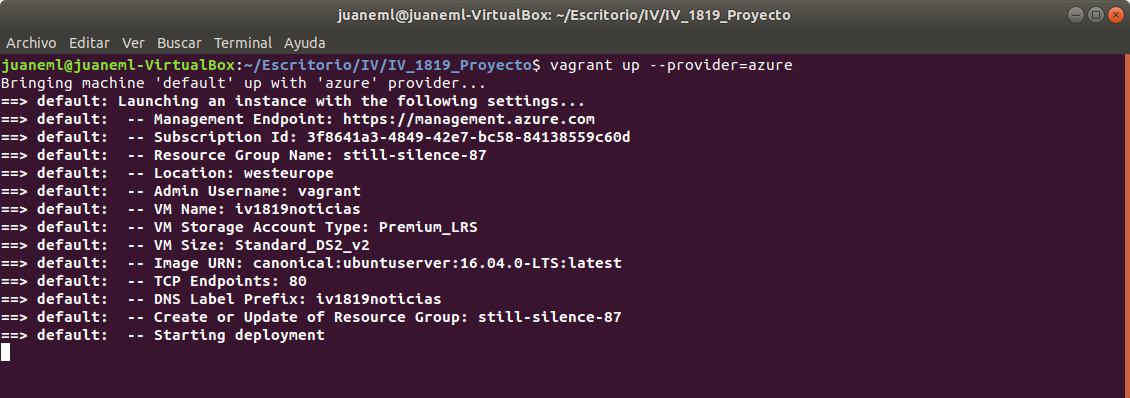 juaneml@juaneml-VirtualBox: ~/Escritorio/IV/IV_1819_Proyecto
Archivo Editar Ver Buscar Terminal Ayuda
juaneml@juaneml-VirtualBox:~/Escritorio/IV/IV_1819_Proyecto$ vagrant up --provider=azure
Bringing machine 'default' up with 'azure' provider...
==> default: Launching an instance with the following settings...
==> default:  -- Management Endpoint: https://management.azure.com
==> default:  -- Subscription Id: 3f8641a3-4849-42e7-bc58-84138559c60d
==> default:  -- Resource Group Name: still-silence-87
==> default:  -- Location: westeurope
==> default:  -- Admin Username: vagrant
==> default:  -- VM Name: iv1819noticias
==> default:  -- VM Storage Account Type: Premium_LRS
==> default:  -- VM Size: Standard_DS2_v2
==> default:  -- Image URN: canonical:ubuntuserver:16.04.0-LTS:latest
==> default:  -- TCP Endpoints: 80
==> default:  -- DNS Label Prefix: iv1819noticias
==> default:  -- Create or Update of Resource Group: still-silence-87
==> default:  -- Starting deployment